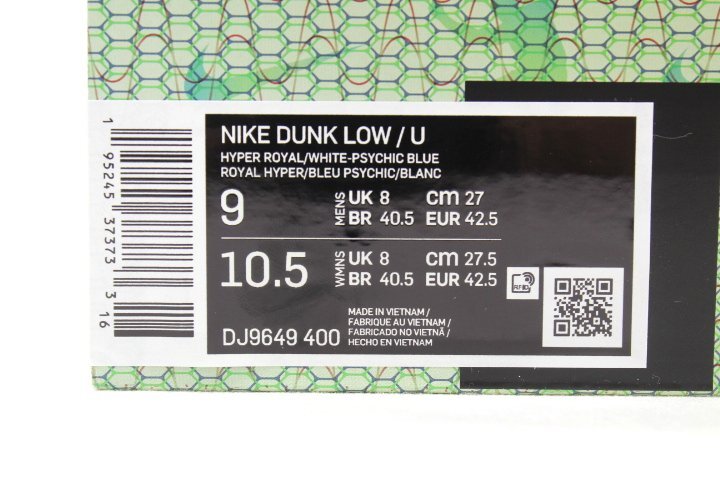 1 95245 37373 3 16
NIKE DUNK LOW / U
HYPER ROYAL/WHITE-PSYCHIC BLUE
ROYAL HYPER/BLEU PSYCHIC/BLANC
9
MENS
UK 8 cm 27
BR 40.5 EUR 42.5
10.5
WMNS
UK 8 cm 27.5
BR 40.5 EUR 42.5
RFID
DJ9649 400
MADE IN VIETNAM /
FABRIQUE AU VIETNAM /
FABRICADO NO VIETNÃ /
HECHO EN VIETNAM